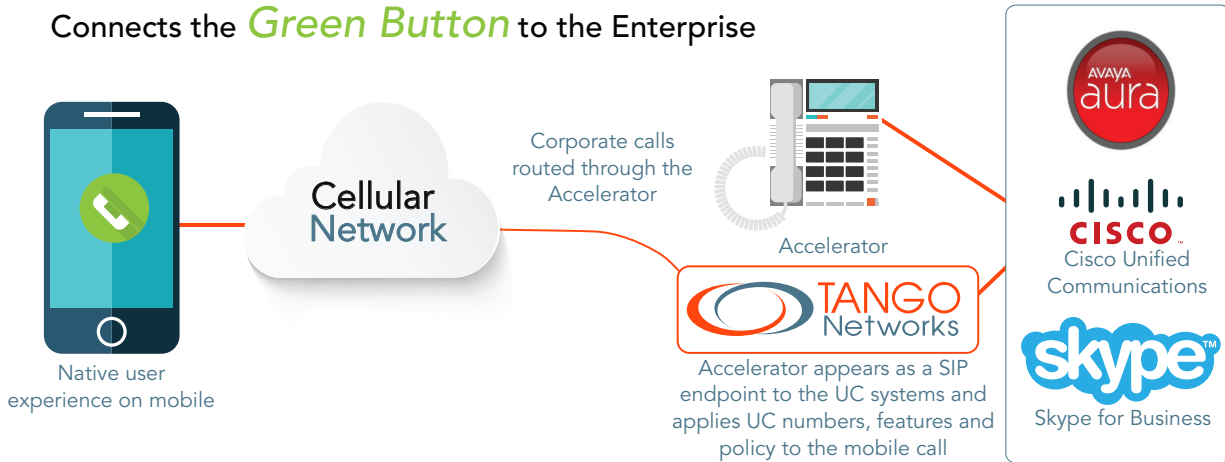 Connects the Green Button to the Enterprise
Native user
experience on mobile
Cellular
Network
Corporate calls
routed through the
Accelerator
Accelerator
TANGO
Networks
Accelerator appears as a SIP
endpoint to the UC systems and
applies UC numbers, features and
policy to the mobile call
AVAYA
aura
CISCO™
Cisco Unified
Communications
skype™
Skype for Business